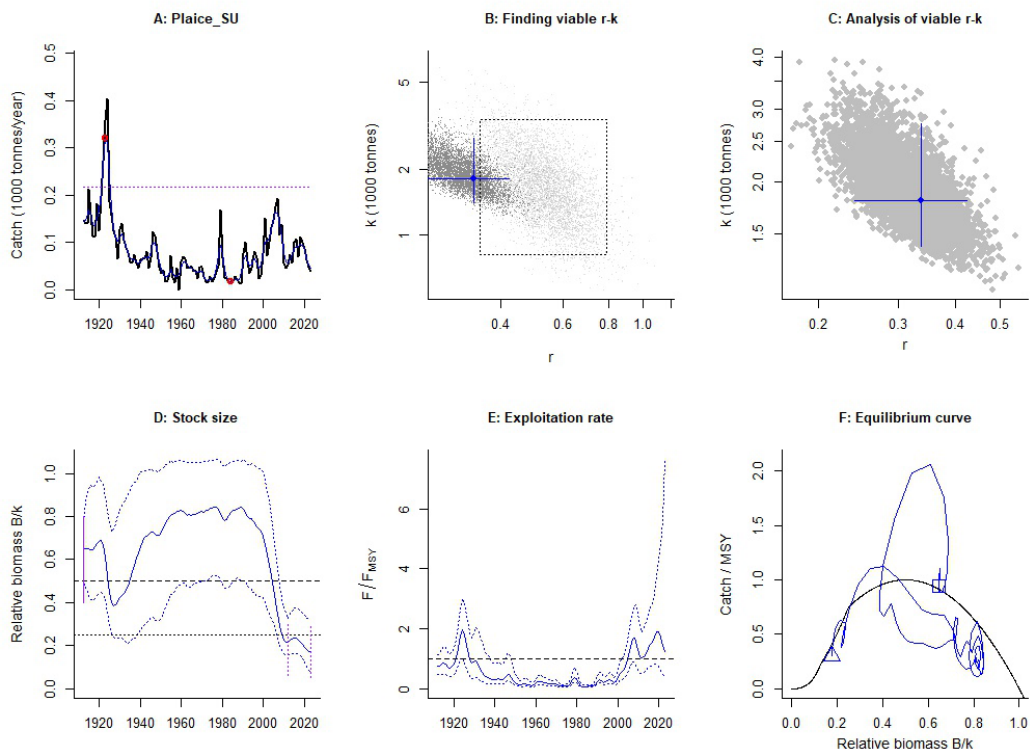 A: Plaice_SU
B: Finding viable r-k
C: Analysis of viable r-k
Catch (1000 tonnes/year)
0.0 0.1 0.2 0.3 0.4 0.5
1920 1940 1960 1980 2000 2020
k (1000 tonnes)
1 2 5
0.4 0.6 0.8 1.0
r
k (1000 tonnes)
1.5 2.0 2.5 3.0 4.0
0.2 0.3 0.4 0.5
r
D: Stock size
E: Exploitation rate
F: Equilibrium curve
Relative biomass B/k
0.0 0.2 0.4 0.6 0.8 1.0
1920 1940 1960 1980 2000 2020
F / FMSY
0 2 4 6
1920 1940 1960 1980 2000 2020
Catch / MSY
0.0 0.5 1.0 1.5 2.0
0.0 0.2 0.4 0.6 0.8 1.0
Relative biomass B/k